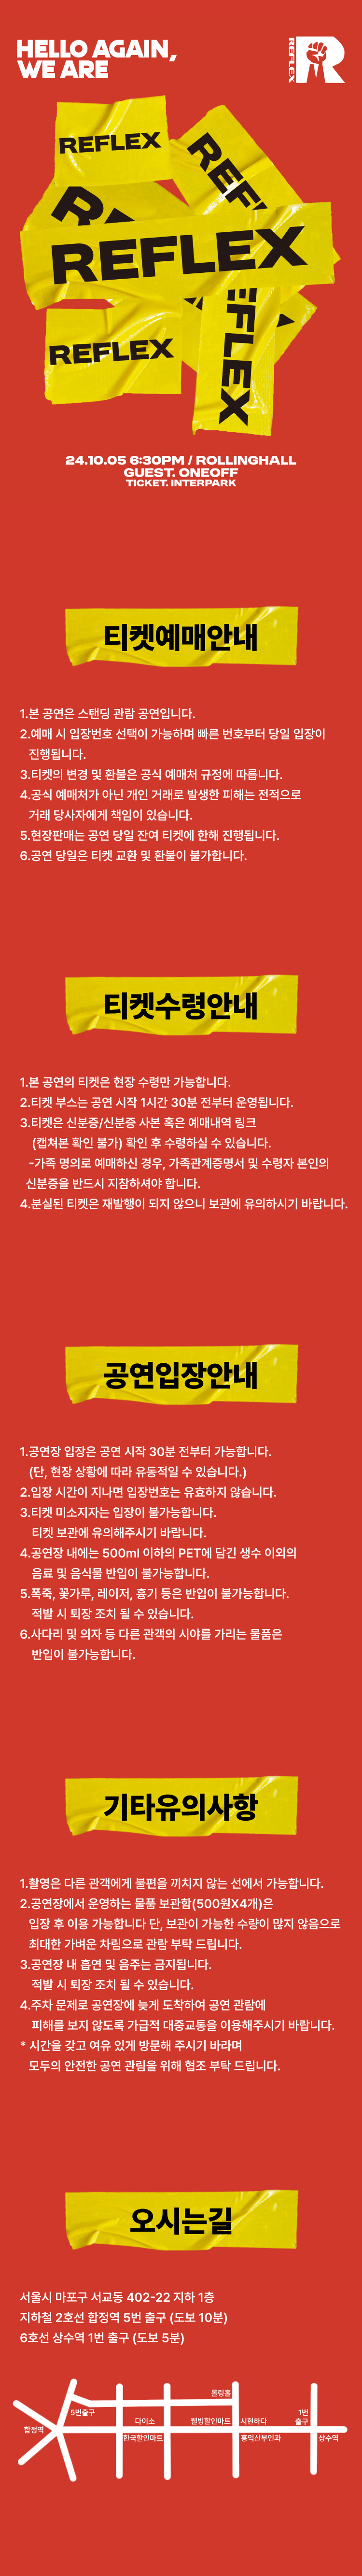 HELLO AGAIN,
WE ARE
REFLEX
REFLEX
REF
R
REFLEX
REFLEX
EFLEX
24.10.05 6:30PM / ROLLINGHALL
GUEST. ONEOFF
TICKET. INTERPARK
티켓예매안내
1.본 공연은 스탠딩 관람 공연입니다.
2.예매 시 입장번호 선택이 가능하며 빠른 번호부터 당일 입장이
진행됩니다.
3.티켓의 변경 및 환불은 공식 예매처 규정에 따릅니다.
4.공식 예매처가 아닌 개인 거래로 발생한 피해는 전적으로
거래 당사자에게 책임이 있습니다.
5.현장판매는 공연 당일 잔여 티켓에 한해 진행됩니다.
6.공연 당일은 티켓 교환 및 환불이 불가합니다.
티켓수령안내
1.본 공연의 티켓은 현장 수령만 가능합니다.
2.티켓 부스는 공연 시작 1시간 30분 전부터 운영됩니다.
3.티켓은 신분증/신분증 사본 혹은 예매내역 링크
(캡쳐본 확인 불가) 확인 후 수령하실 수 있습니다.
-가족 명의로 예매하신 경우, 가족관계증명서 및 수령자 본인의
신분증을 반드시 지참하셔야 합니다.
4.분실된 티켓은 재발행이 되지 않으니 보관에 유의하시기 바랍니다.
공연입장안내
1.공연장 입장은 공연 시작 30분 전부터 가능합니다.
(단, 현장 상황에 따라 유동적일 수 있습니다.)
2.입장 시간이 지나면 입장번호는 유효하지 않습니다.
3.티켓 미소지자는 입장이 불가능합니다.
티켓 보관에 유의해주시기 바랍니다.
4.공연장 내에는 500ml 이하의 PET에 담긴 생수 이외의
음료 및 음식물 반입이 불가능합니다.
5.폭죽, 꽃가루, 레이저, 흉기 등은 반입이 불가능합니다.
적발 시 퇴장 조치 될 수 있습니다.
6.사다리 및 의자 등 다른 관객의 시야를 가리는 물품은
반입이 불가능합니다.
기타유의사항
1.촬영은 다른 관객에게 불편을 끼치지 않는 선에서 가능합니다.
2.공연장에서 운영하는 물품 보관함(500원X4개)은
입장 후 이용 가능합니다 단, 보관이 가능한 수량이 많지 않음으로
최대한 가벼운 차림으로 관람 부탁 드립니다.
3.공연장 내 흡연 및 음주는 금지됩니다.
적발 시 퇴장 조치 될 수 있습니다.
4.주차 문제로 공연장에 늦게 도착하여 공연 관람에
피해를 보지 않도록 가급적 대중교통을 이용해주시기 바랍니다.
* 시간을 갖고 여유 있게 방문해 주시기 바라며
모두의 안전한 공연 관림을 위해 협조 부탁 드립니다.
오시는길
서울시 마포구 서교동 402-22 지하 1층
지하철 2호선 합정역 5번 출구 (도보 10분)
6호선 상수역 1번 출구 (도보 5분)
롤링홀
5번출구
1번
출구
다이소
웰빙할인마트
시현하다
합정역
한국할인마트
홍익산부인과
상수역